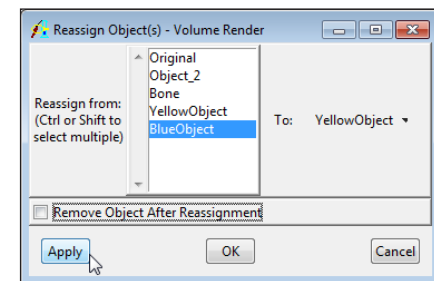 Reassign Object(s) - Volume Render
Reassign from:
(Ctrl or Shift to
select multiple)
Original
Object_2
Bone
YellowObject
BlueObject
To:
YellowObject
Remove Object After Reassignment
Apply
OK
Cancel